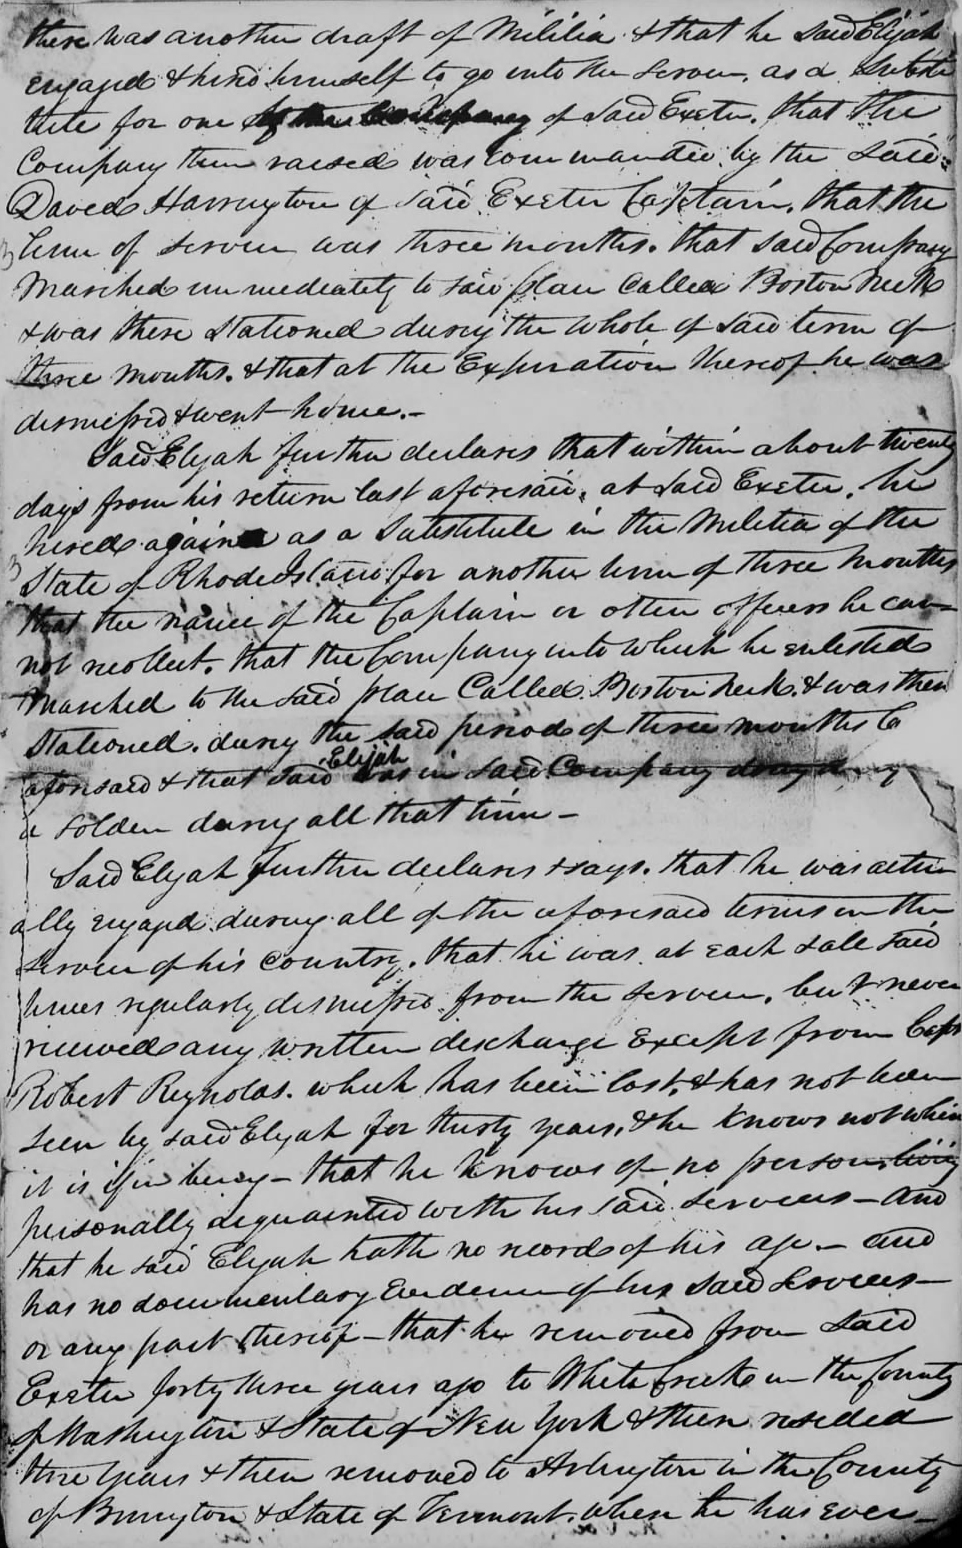 there was another draft of Militia & that he said Elijah
engaged & hired himself to go into the service, as a Substi
tute for one of the Company of said Exeter. that the
Company then raised was commanded by the said
David Harrington of said Exeter Captain, that the
3 term of service was three months. that said Company
marched immediately to said place called Boston Neck
& was there stationed during the whole of said term of
three months. & that at the Expiration thereof he was
dismissed & went home.-
Said Elijah further declares that within about twenty
days from his return last aforesaid, at said Exeter, he
hired again as a Substitute in the Militia of the
3 State of Rhode Island for another term of three months
that the name of the Captain or other officers he can=
not recollect. that the Company into which he enlisted
marched to the said place Called Boston Neck. & was then
stationed. during the said period of three months &
aforesaid & that said Elijah was in said Company doing duty
a soldier during all that time -
Said Elijah further declares & says. that he was actu
ally engaged during all of the aforesaid terms in the
service of his country, that he was at each said
times regularly dismissed from the service, but never
received any written discharge Except from Capt
Robert Reynolds. which has been lost, & has not been
seen by said Elijah for thirty years, & he knows not where
it is if in being - that he knows of no person living
personally acquainted with his said services - and
that he said Elijah hath no record of his age - and
has no documentary Evidence of his said services -
or any part thereof - that he removed from said
Exeter forty three years ago to White Creek in the County
of Washington & State of New York & then resided
three years & then removed to Arlington in the County
of Bennington & State of Vermont. where he has ever -